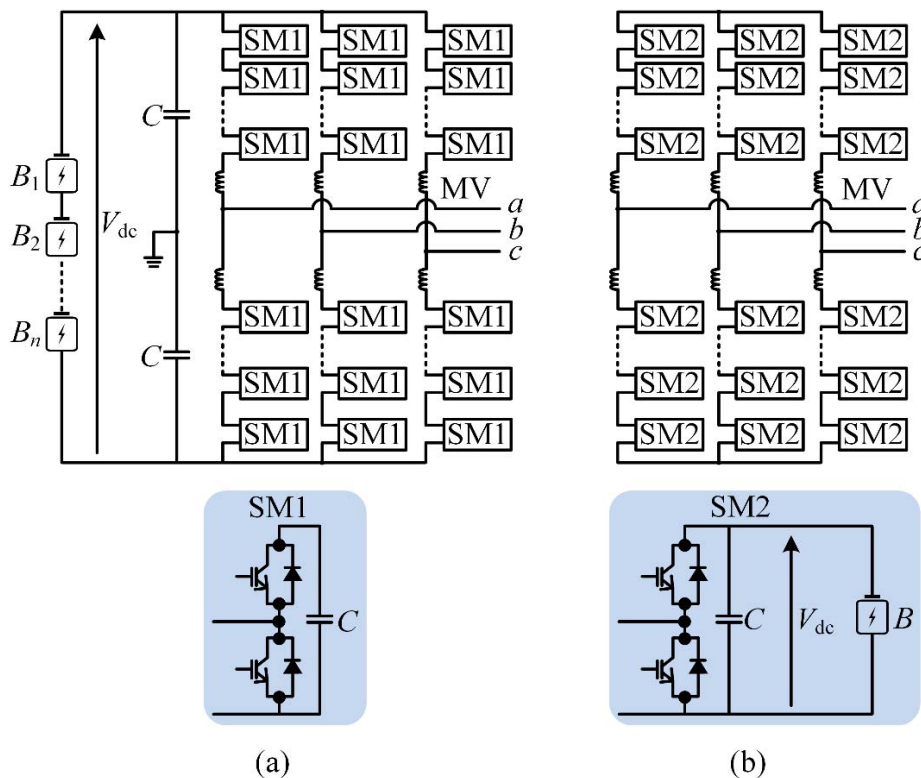 SM1 SM1 SM1 SM2 SM2 SM2
SM1 SM1 SM1 SM2 SM2 SM2
C
SM1 SM1 SM1 SM2 SM2 SM2
B1 MV MV
Vdc a a
B2 b b
c c
Bn C SM1 SM1 SM1 SM2 SM2 SM2
SM1 SM1 SM1 SM2 SM2 SM2
SM1 SM1 SM1 SM2 SM2 SM2
SM1 SM2
C C Vdc B
(a) (b)